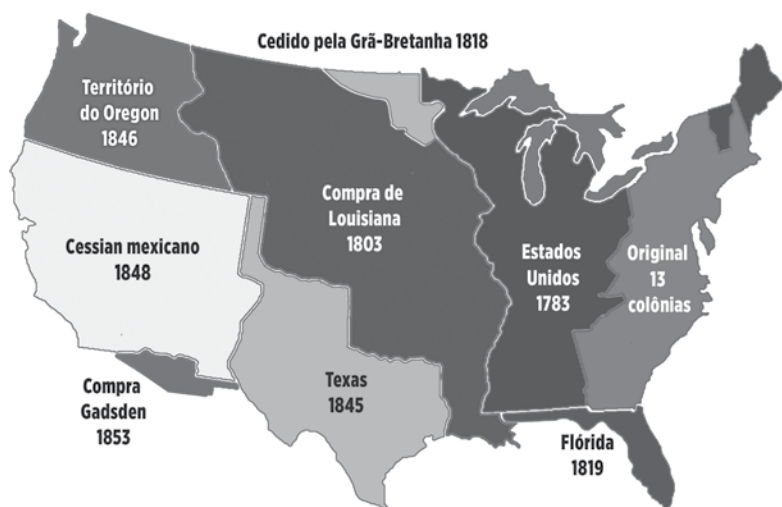 Cedido pela Grã-Bretanha 1818
Território
do Oregon
1846
Compra de
Louisiana
1803
Cessian mexicano
1848
Estados
Unidos
1783
Original
13
colônias
Compra
Gadsden
1853
Texas
1845
Flórida
1819